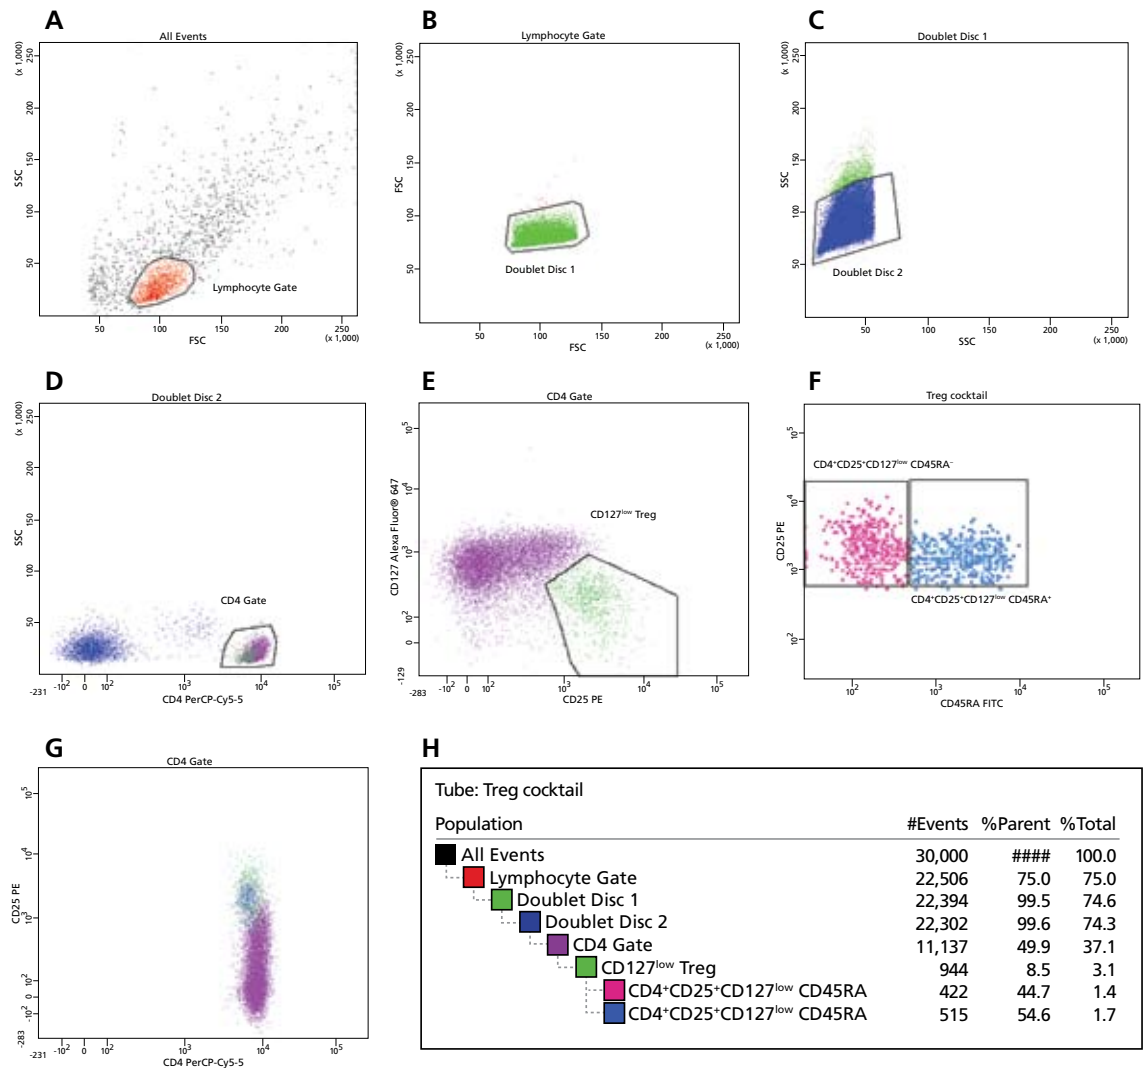 A
All Events
(x 1,000)
250
200
150
100
50
SSC
Lymphocyte Gate
50 100 150 200 250
(x 1,000)
FSC
B
Lymphocyte Gate
(x 1,000)
250
200
150
100
50
FSC
Doublet Disc 1
50 100 150 200 250
(x 1,000)
FSC
C
Doublet Disc 1
(x 1,000)
250
200
150
100
50
SSC
Doublet Disc 2
50 100 150 200 250
(x 1,000)
SSC
D
Doublet Disc 2
(x 1,000)
250
200
150
100
50
SSC
CD4 Gate
-231 -10² 0 10² 10³ 10⁴ 10⁵
CD4 PerCP-Cy5-5
E
CD4 Gate
10⁵
10⁴
10³
10²
0
-129
CD127 Alexa Fluor® 647
CD127low Treg
-283 -10² 0 10² 10³ 10⁴ 10⁵
CD25 PE
F
Treg cocktail
10⁵
10⁴
10³
10²
CD25 PE
CD4⁺CD25⁺CD127low CD45RA⁻
CD4⁺CD25⁺CD127low CD45RA⁺
10² 10³ 10⁴ 10⁵
CD45RA FITC
G
CD4 Gate
10⁵
10⁴
10³
10²
0
-10²
-283
CD25 PE
-231 -10² 0 10² 10³ 10⁴ 10⁵
CD4 PerCP-Cy5-5
H
Tube: Treg cocktail
Population #Events %Parent %Total
All Events 30,000 #### 100.0
Lymphocyte Gate 22,506 75.0 75.0
Doublet Disc 1 22,394 99.5 74.6
Doublet Disc 2 22,302 99.6 74.3
CD4 Gate 11,137 49.9 37.1
CD127low Treg 944 8.5 3.1
CD4⁺CD25⁺CD127low CD45RA 422 44.7 1.4
CD4⁺CD25⁺CD127low CD45RA 515 54.6 1.7